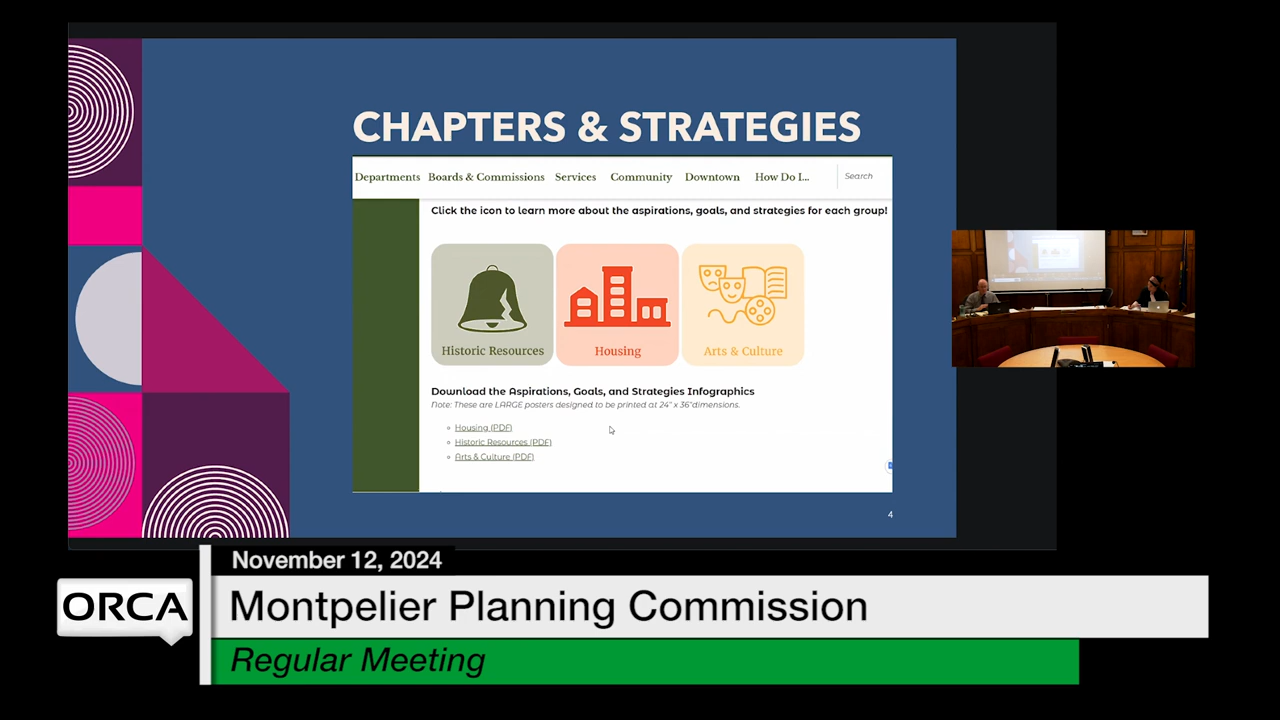 CHAPTERS & STRATEGIES
Departments Boards & Commissions Services Community Downtown How Do I... Search
Click the icon to learn more about the aspirations, goals, and strategies for each group!
Historic Resources Housing Arts & Culture
Download the Aspirations, Goals, and Strategies Infographics
Note: These are LARGE posters designed to be printed at 24" x 36"dimensions.
Housing (PDF)
Historic Resources (PDF)
Arts & Culture (PDF)
4
November 12, 2024
ORCA
Montpelier Planning Commission
Regular Meeting